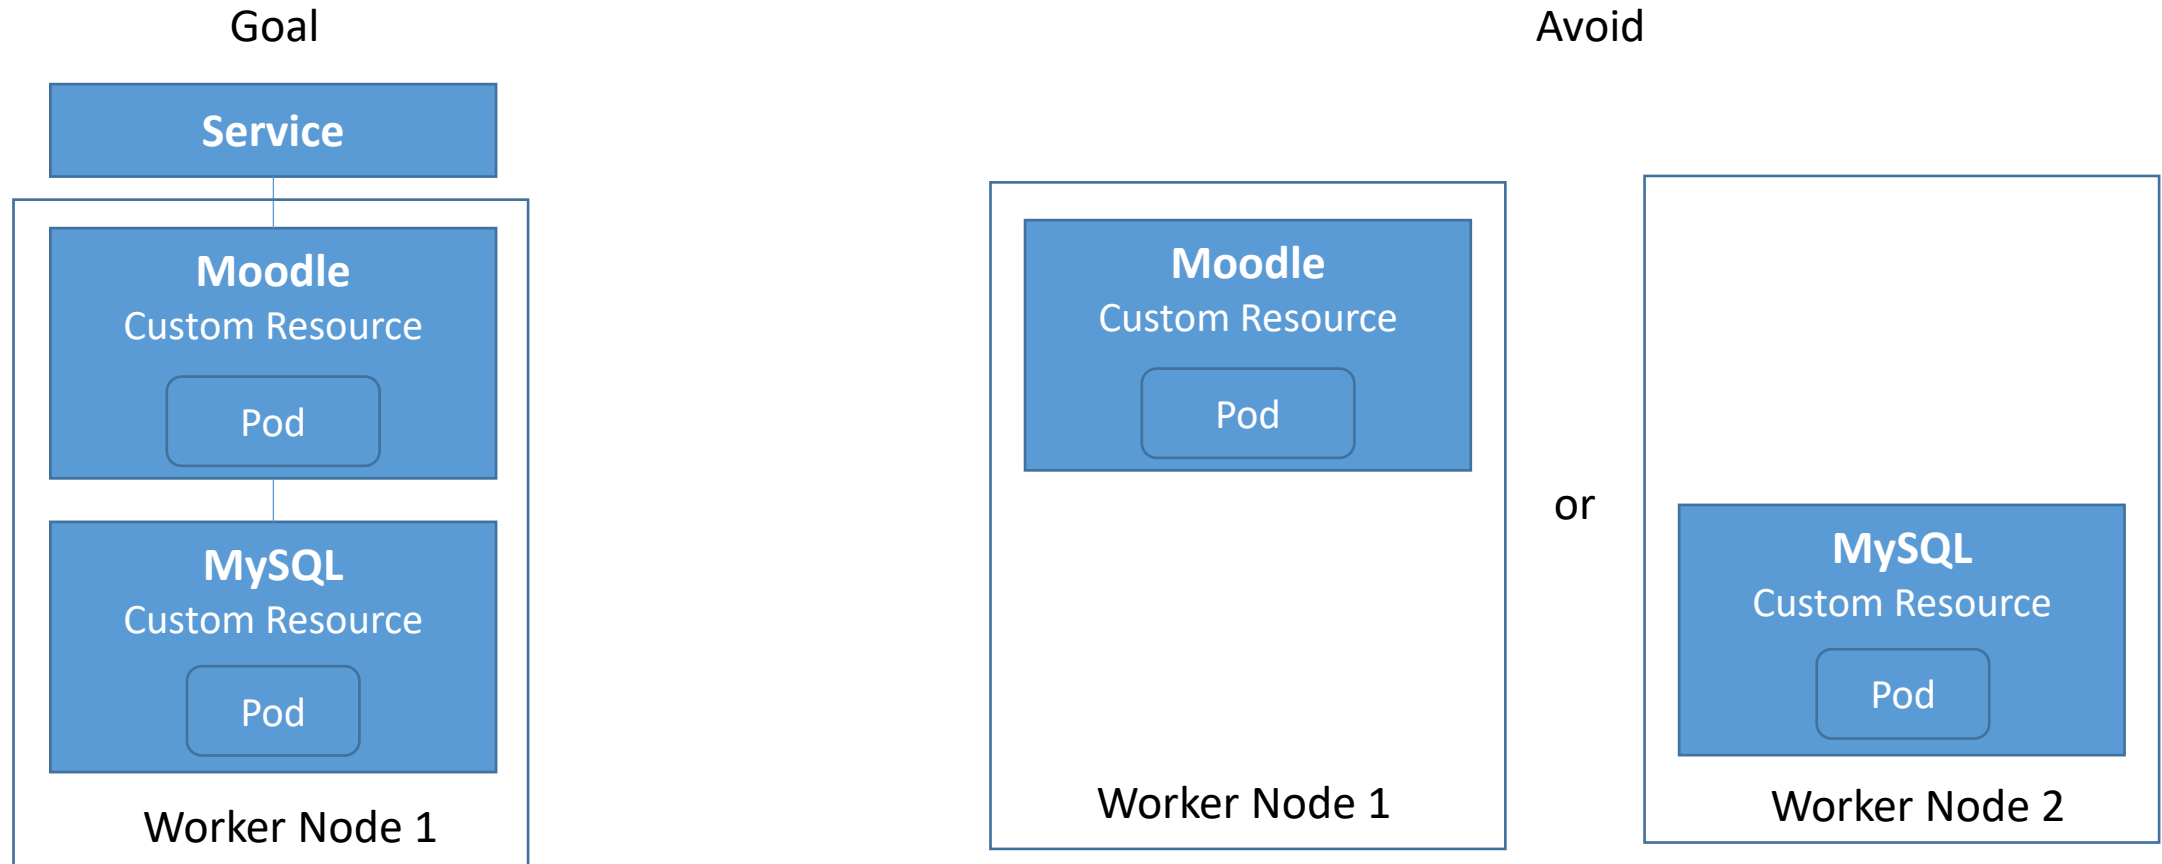 Goal
Service
Moodle
Custom Resource
Pod
MySQL
Custom Resource
Pod
Worker Node 1
Avoid
Moodle
Custom Resource
Pod
Worker Node 1
or
MySQL
Custom Resource
Pod
Worker Node 2